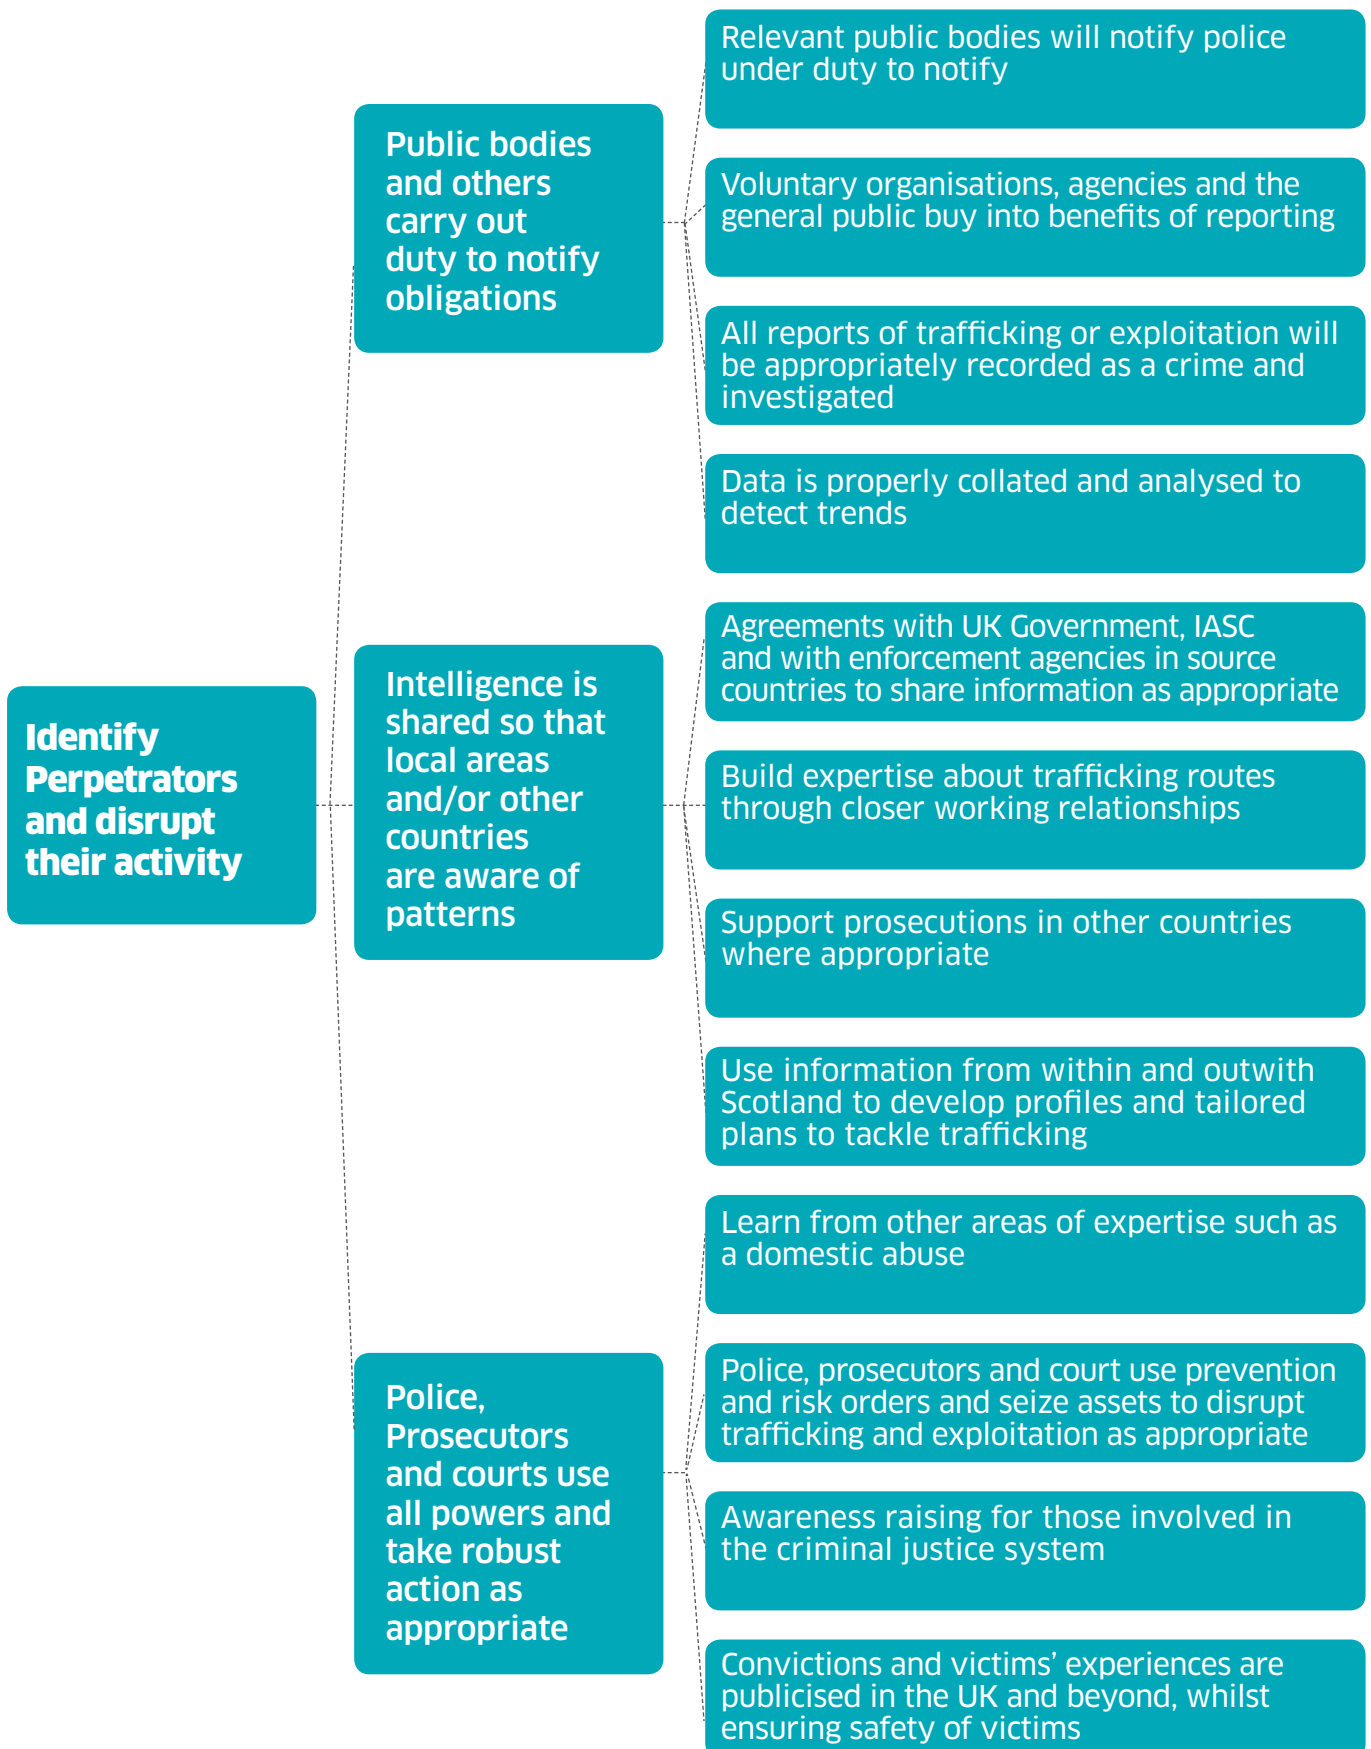 Identify
Perpetrators
and disrupt
their activity
Public bodies
and others
carry out
duty to notify
obligations
Relevant public bodies will notify police
under duty to notify
Voluntary organisations, agencies and the
general public buy into benefits of reporting
All reports of trafficking or exploitation will
be appropriately recorded as a crime and
investigated
Data is properly collated and analysed to
detect trends
Intelligence is
shared so that
local areas
and/or other
countries
are aware of
patterns
Agreements with UK Government, IASC
and with enforcement agencies in source
countries to share information as appropriate
Build expertise about trafficking routes
through closer working relationships
Support prosecutions in other countries
where appropriate
Use information from within and outwith
Scotland to develop profiles and tailored
plans to tackle trafficking
Police,
Prosecutors
and courts use
all powers and
take robust
action as
appropriate
Learn from other areas of expertise such as
a domestic abuse
Police, prosecutors and court use prevention
and risk orders and seize assets to disrupt
trafficking and exploitation as appropriate
Awareness raising for those involved in
the criminal justice system
Convictions and victims’ experiences are
publicised in the UK and beyond, whilst
ensuring safety of victims